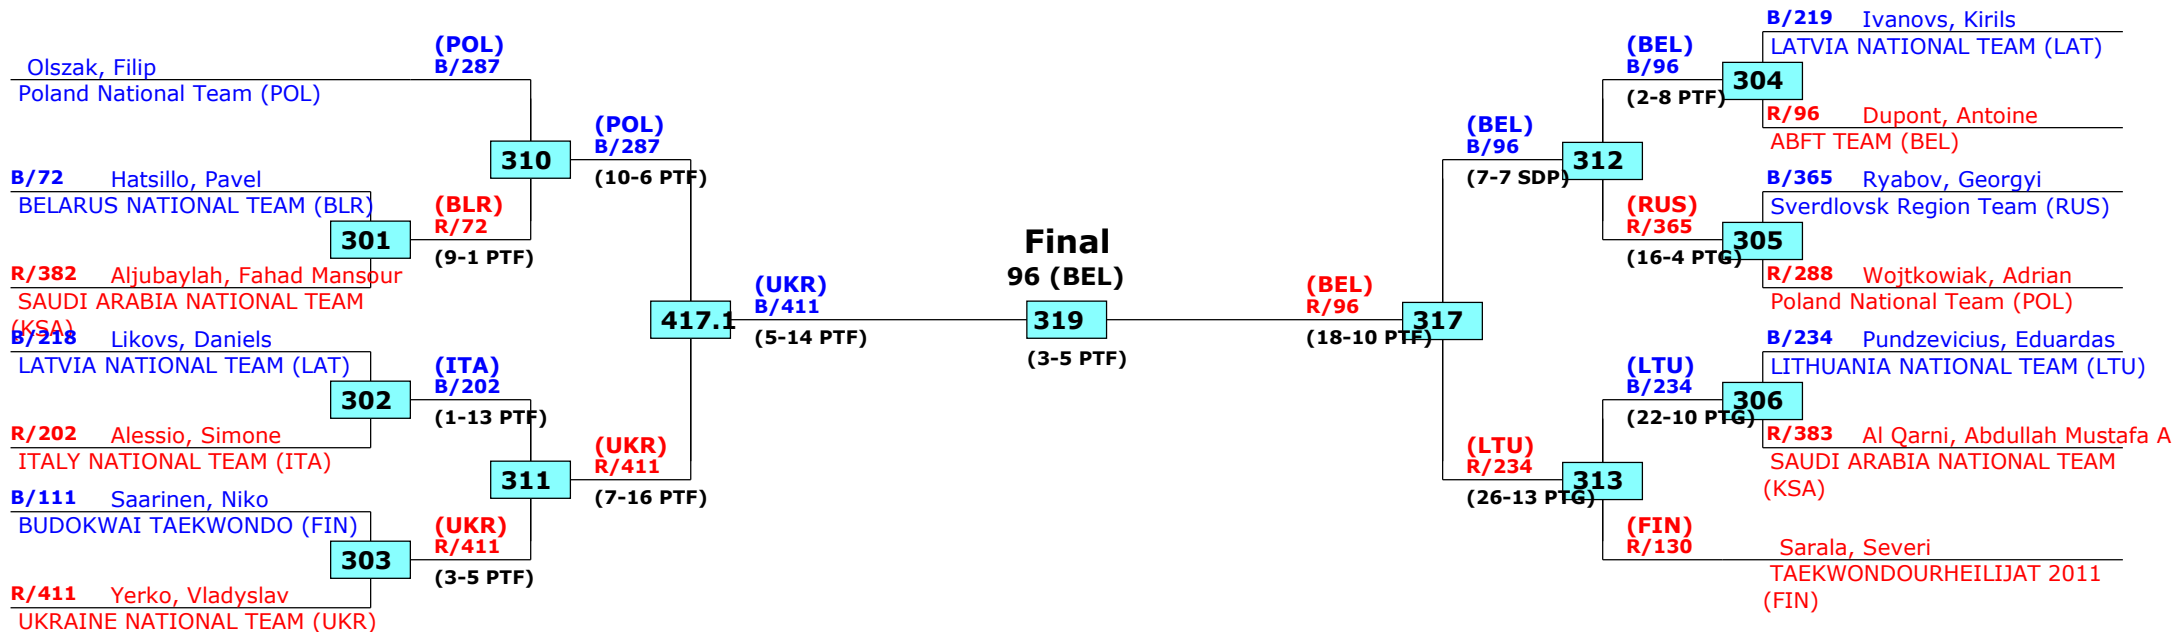 (POL)
B/287
Olszak, Filip
Poland National Team (POL)
310
(POL)
B/287
(10-6 PTF)
B/72 Hatsillo, Pavel
BELARUS NATIONAL TEAM (BLR)
301
(BLR)
R/72
(9-1 PTF)
R/382 Aljubaylah, Fahad Mansour
SAUDI ARABIA NATIONAL TEAM
(KSA)
417.1
(UKR)
B/411
(5-14 PTF)
B/218 Likovs, Daniels
LATVIA NATIONAL TEAM (LAT)
302
(ITA)
B/202
(1-13 PTF)
R/202 Alessio, Simone
ITALY NATIONAL TEAM (ITA)
311
(UKR)
R/411
(7-16 PTF)
B/111 Saarinen, Niko
BUDOKWAI TAEKWONDO (FIN)
303
(UKR)
R/411
(3-5 PTF)
R/411 Yerko, Vladyslav
UKRAINE NATIONAL TEAM (UKR)
Final
96 (BEL)
319
(3-5 PTF)
(BEL)
R/96
(18-10 PTF)
317
(BEL)
B/96
(7-7 SDP)
312
(BEL)
B/96
(2-8 PTF)
304
B/219 Ivanovs, Kirils
LATVIA NATIONAL TEAM (LAT)
R/96 Dupont, Antoine
ABFT TEAM (BEL)
(RUS)
R/365
(16-4 PTG)
305
B/365 Ryabov, Georgyi
Sverdlovsk Region Team (RUS)
R/288 Wojtkowiak, Adrian
Poland National Team (POL)
(LTU)
R/234
(26-13 PTG)
313
(LTU)
B/234
(22-10 PTG)
306
B/234 Pundzevicius, Eduardas
LITHUANIA NATIONAL TEAM (LTU)
R/383 Al Qarni, Abdullah Mustafa A
SAUDI ARABIA NATIONAL TEAM
(KSA)
(FIN)
R/130
Sarala, Severi
TAEKWONDOURHEILIJAT 2011
(FIN)